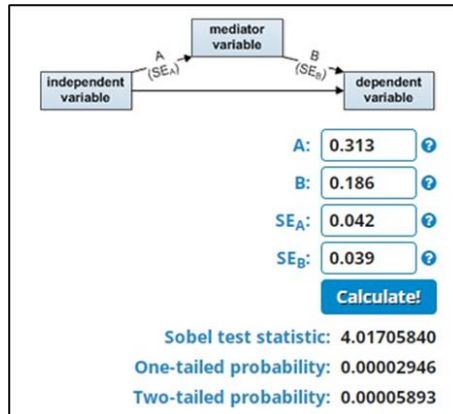 mediator
variable
A
(SEA)
B
(SEB)
independent
variable
dependent
variable
A: 0.313 ?
B: 0.186 ?
SEA: 0.042 ?
SEB: 0.039 ?
Calculate!
Sobel test statistic: 4.01705840
One-tailed probability: 0.00002946
Two-tailed probability: 0.00005893